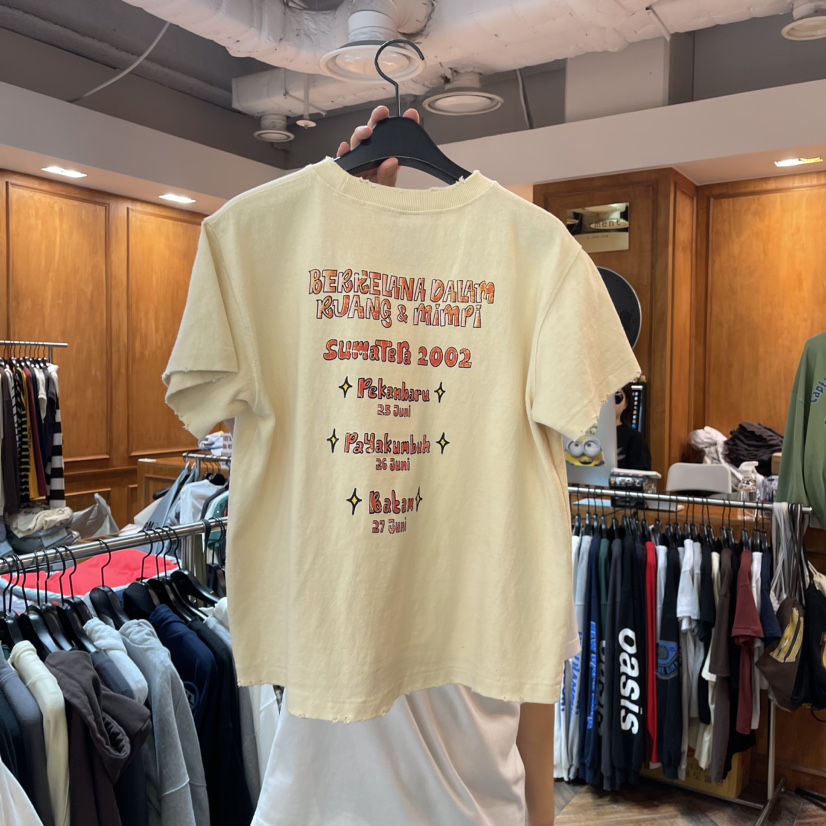 BERKELANA DALAM
RUANG & MIMPI
SUMATERA 2002
Pekanbaru
25 Juni
Payakumbuh
26 Juni
Batam
27 Juni
oasis